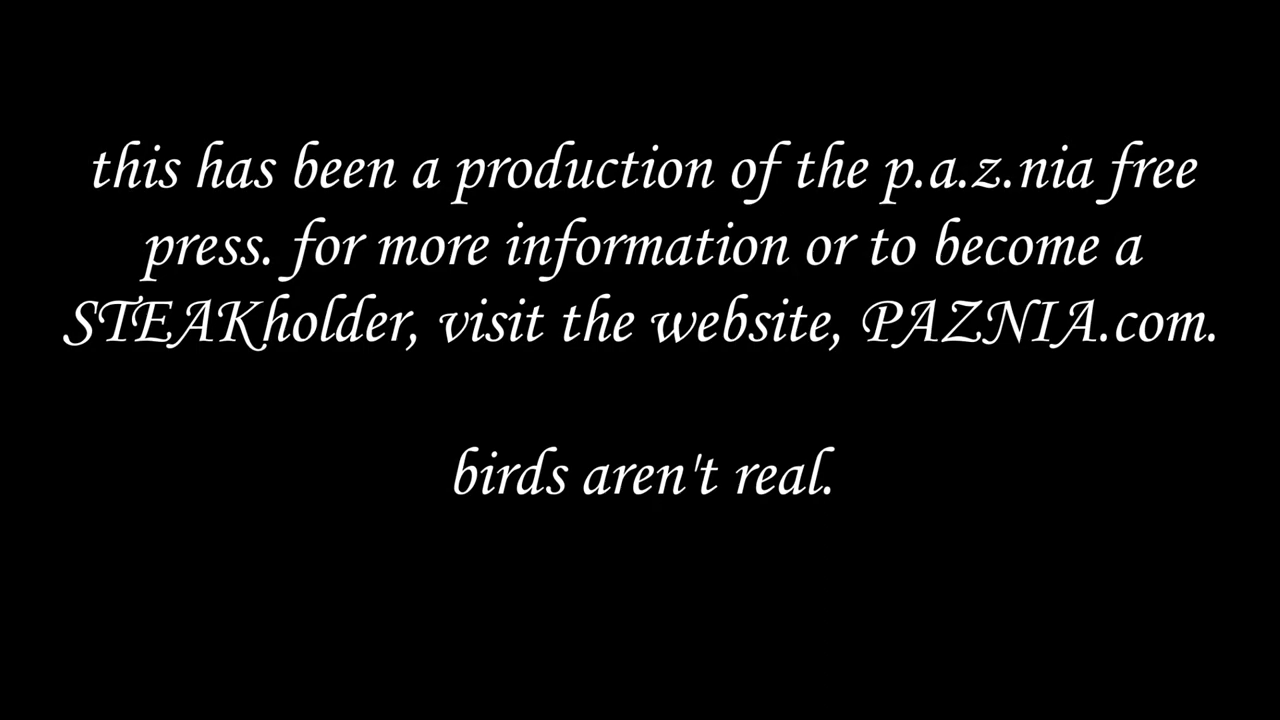 this has been a production of the p.a.z.nia free
press. for more information or to become a
STEAKholder, visit the website, PAZNIA.com.
birds aren't real.